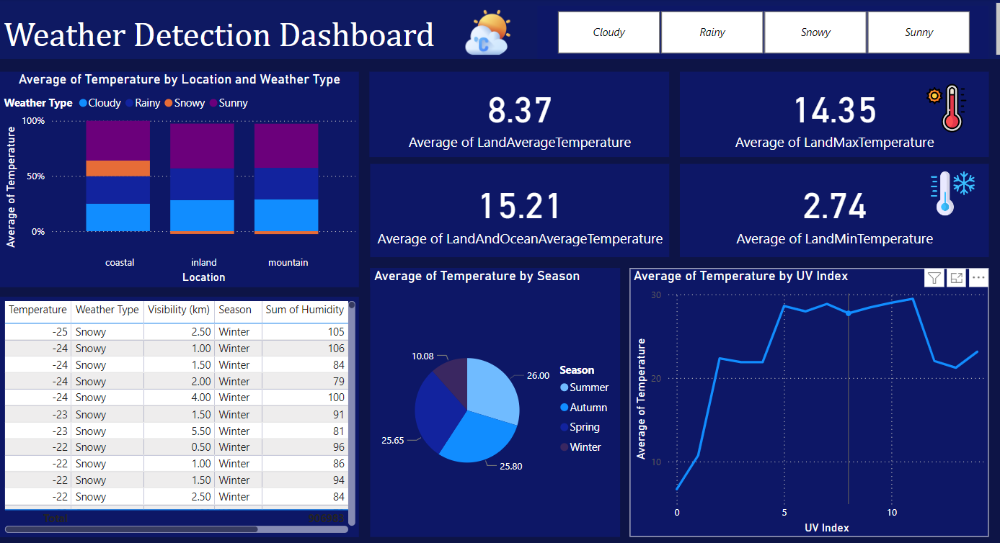 Weather Detection Dashboard
°C
Cloudy
Rainy
Snowy
Sunny
Average of Temperature by Location and Weather Type
Weather Type Cloudy Rainy Snowy Sunny
Average of Temperature
100%
50%
0%
coastal inland mountain
Location
8.37
Average of LandAverageTemperature
14.35
Average of LandMaxTemperature
15.21
Average of LandAndOceanAverageTemperature
2.74
Average of LandMinTemperature
Temperature Weather Type Visibility (km) Season Sum of Humidity
-25 Snowy 2.50 Winter 105
-24 Snowy 1.00 Winter 106
-24 Snowy 1.50 Winter 84
-24 Snowy 2.00 Winter 79
-24 Snowy 4.00 Winter 100
-23 Snowy 1.50 Winter 91
-23 Snowy 5.50 Winter 81
-22 Snowy 0.50 Winter 96
-22 Snowy 1.00 Winter 86
-22 Snowy 1.50 Winter 94
-22 Snowy 2.50 Winter 84
Total 906983
Average of Temperature by Season
10.08
26.00
25.65
25.80
Season
Summer
Autumn
Spring
Winter
Average of Temperature by UV Index
Average of Temperature
30
20
10
0 5 10
UV Index